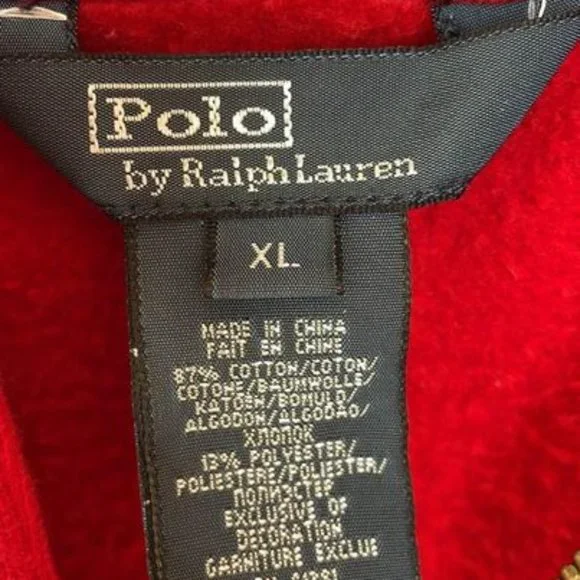 Polo
by Ralph Lauren
XL
MADE IN CHINA
FAIT EN CHINE
87% COTTON/COTON/
COTONE/BAUMWOLLE/
KATOEN/BOMULD/
ALGODON/ALGODAO/
ХЛОПОК
13% POLYESTER/
POLIESTERE/POLIESTER/
ПОЛИЭСТЕР
EXCLUSIVE OF
DECORATION
GARNITURE EXCLUE